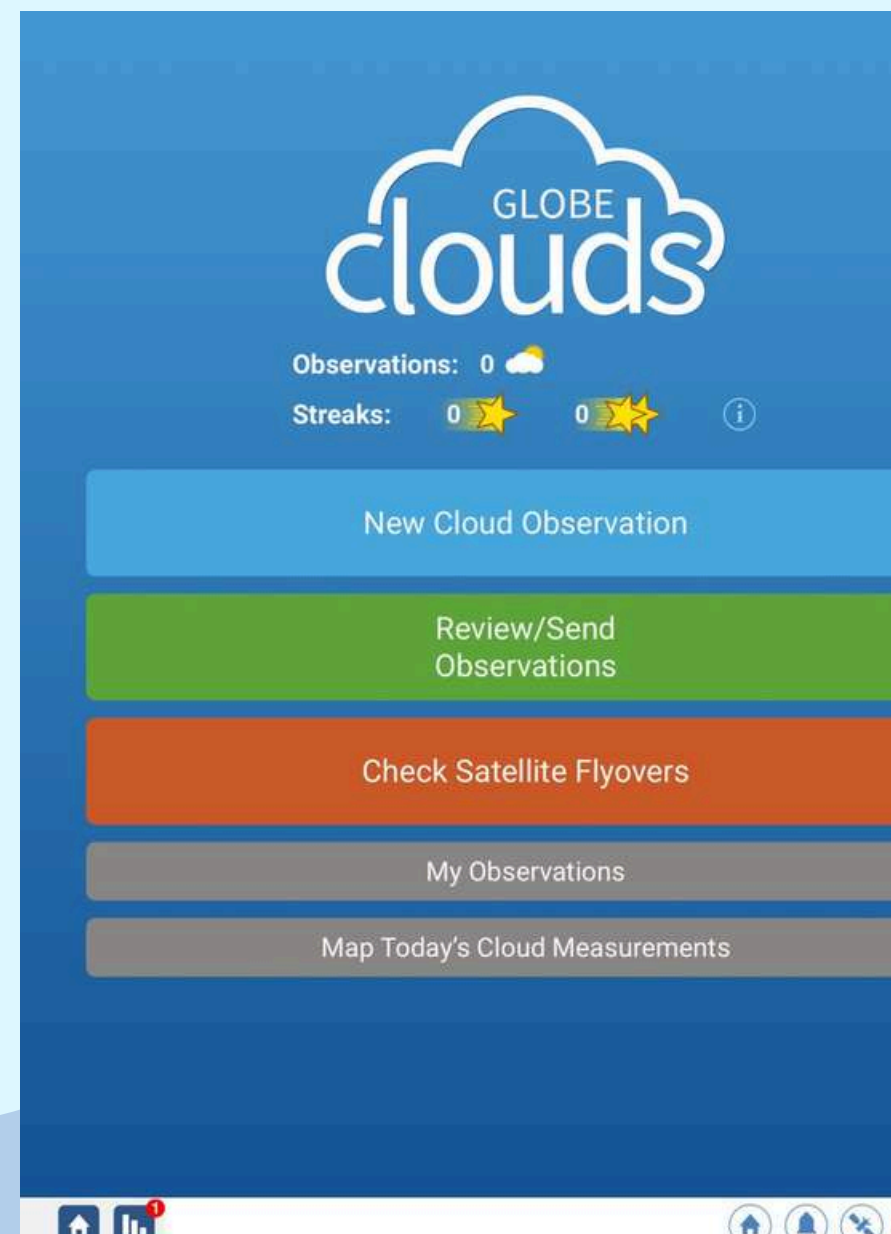 GLOBE
clouds
Observations: 0
Streaks: 0 0 i
New Cloud Observation
Review/Send
Observations
Check Satellite Flyovers
My Observations
Map Today's Cloud Measurements
1